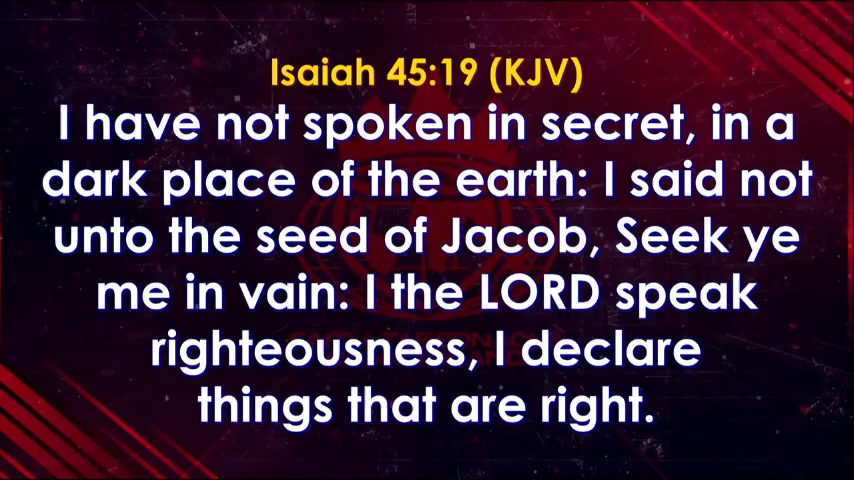 Isaiah 45:19 (KJV)
I have not spoken in secret, in a
dark place of the earth: I said not
unto the seed of Jacob, Seek ye
me in vain: I the LORD speak
righteousness, I declare
things that are right.